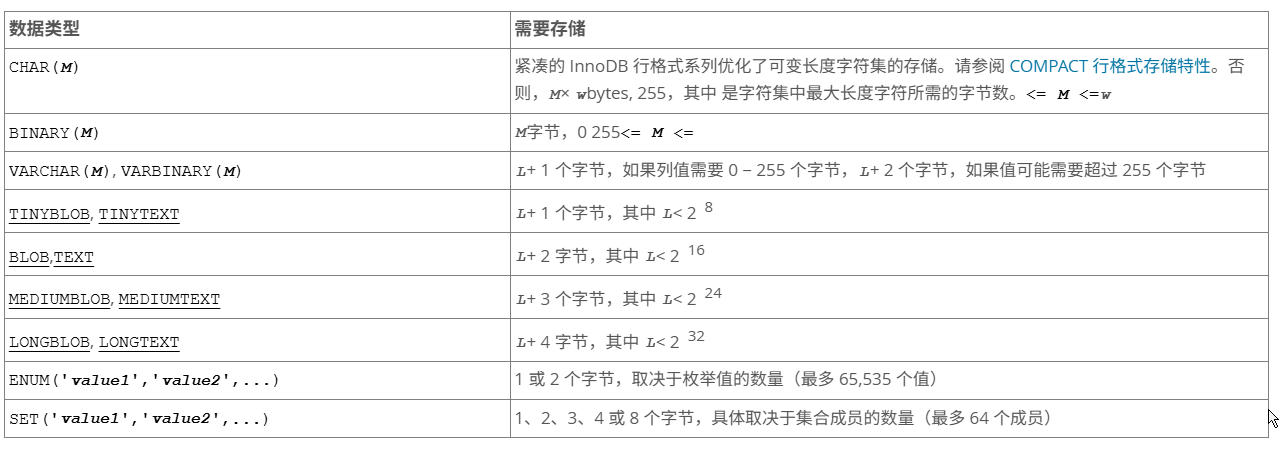 数据类型 需要存储
CHAR(M) 紧凑的 InnoDB 行格式系列优化了可变长度字符集的存储。请参阅 COMPACT 行格式存储特性。否
则，M× wbytes, 255，其中 是字符集中最大长度字符所需的字节数。<= M <=w
BINARY(M) M字节，0 255<= M <=
VARCHAR(M), VARBINARY(M) L+ 1 个字节，如果列值需要 0 − 255 个字节，L+ 2 个字节，如果值可能需要超过 255 个字节
TINYBLOB, TINYTEXT L+ 1 个字节，其中 L< 2 8
BLOB,TEXT L+ 2 字节，其中 L< 2 16
MEDIUMBLOB, MEDIUMTEXT L+ 3 个字节，其中 L< 2 24
LONGBLOB, LONGTEXT L+ 4 字节，其中 L< 2 32
ENUM('value1','value2',...) 1 或 2 个字节，取决于枚举值的数量（最多 65,535 个值）
SET('value1','value2',...) 1、2、3、4 或 8 个字节，具体取决于集合成员的数量（最多 64 个成员）